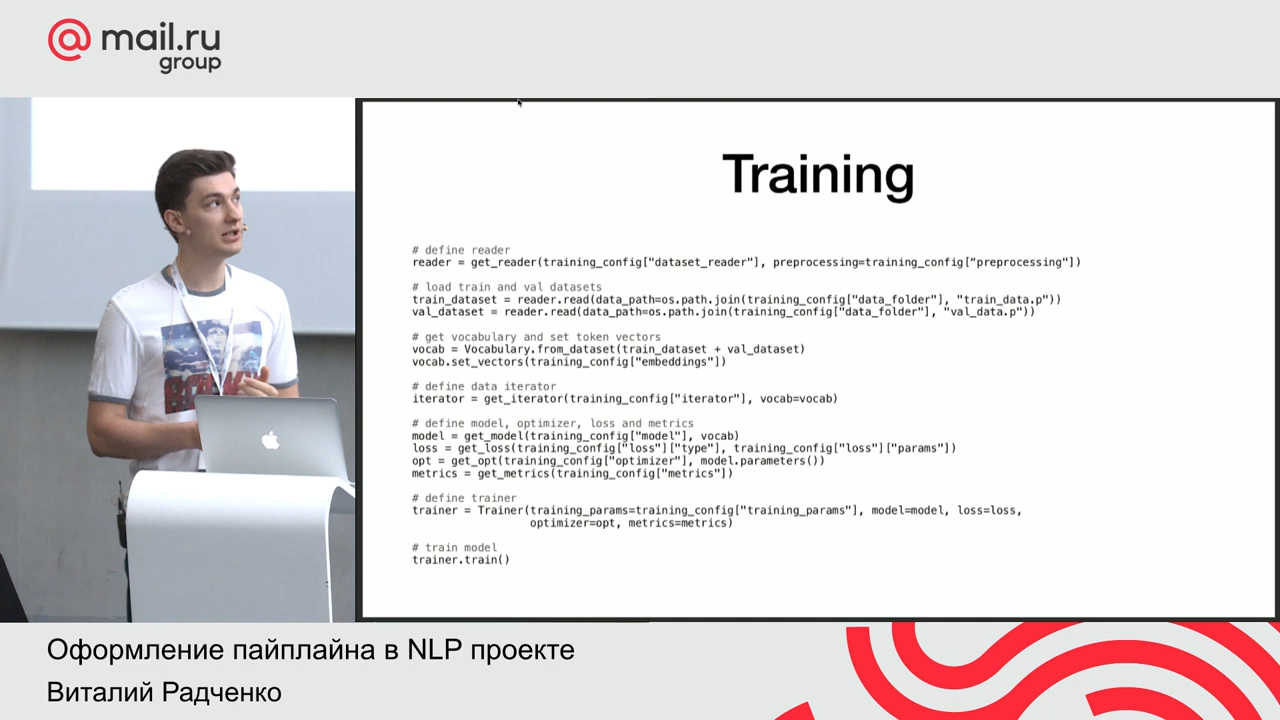 @mail.ru
group
Training
# define reader
reader = get_reader(training_config["dataset_reader"], preprocessing=training_config[“preprocessing"])
# load train and val datasets
train_dataset = reader.read(data_path=os.path.join(training_config["data_folder"], "train_data.p"))
val_dataset = reader.read(data_path=os.path.join(training_config["data_folder"], "val_data.p"))
# get vocabulary and set token vectors
vocab = Vocabulary.from_dataset(train_dataset + val_dataset)
vocab.set_vectors(training_config["embeddings"])
# define data iterator
iterator = get_iterator(training_config["iterator"], vocab=vocab)
# define model, optimizer, loss and metrics
model = get_model(training_config["model"], vocab)
loss = get_loss(training_config["loss"]["type"], training_config["loss"]["params"])
opt = get_opt(training_config["optimizer"], model.parameters())
metrics = get_metrics(training_config["metrics"])
# define trainer
trainer = Trainer(training_params=training_config["training_params"], model=model, loss=loss,
optimizer=opt, metrics=metrics)
# train model
trainer.train()
Оформление пайплайна в NLP проекте
Виталий Радченко